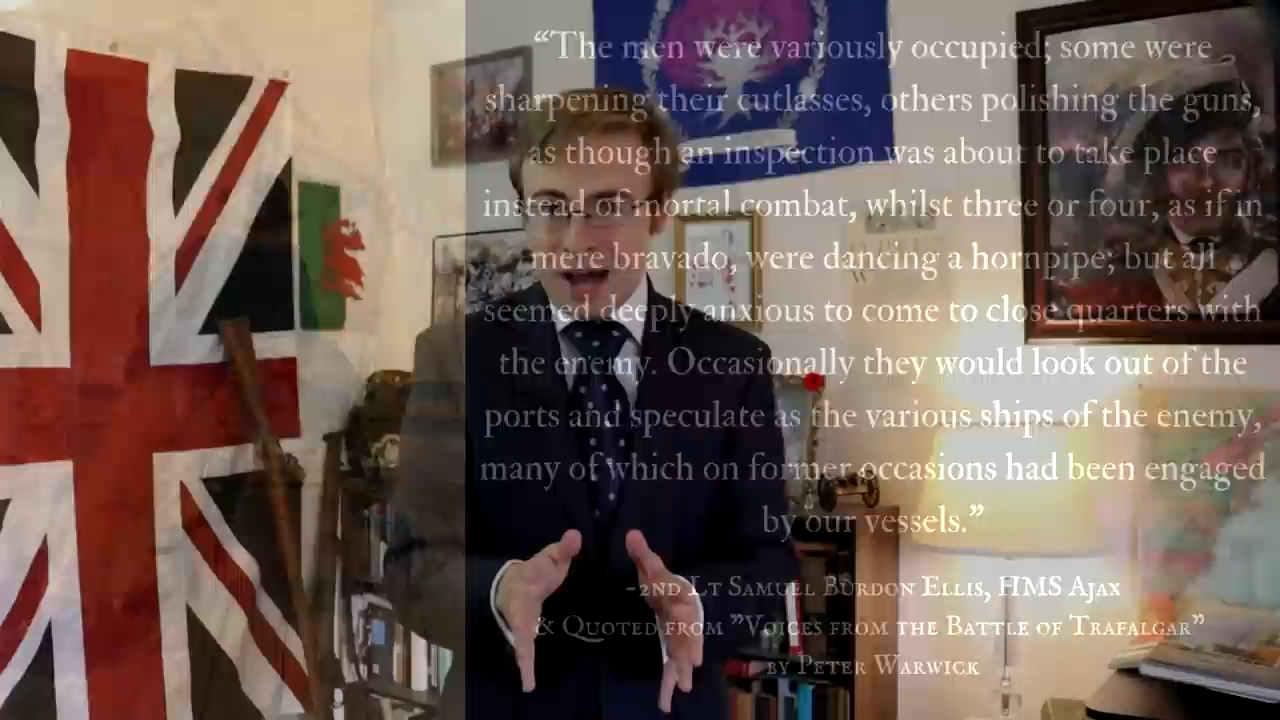 “The men were variously occupied; some were
sharpening their cutlasses, others polishing the guns,
as though an inspection was about to take place
instead of mortal combat, whilst three or four, as if in
mere bravado, were dancing a hornpipe; but all
seemed deeply anxious to come to close quarters with
the enemy. Occasionally they would look out of the
ports and speculate as the various ships of the enemy,
many of which on former occasions had been engaged
by our vessels.”
-2nd Lt Samuel Burdon Ellis, HMS Ajax
& Quoted from "Voices from the Battle of Trafalgar"
by Peter Warwick